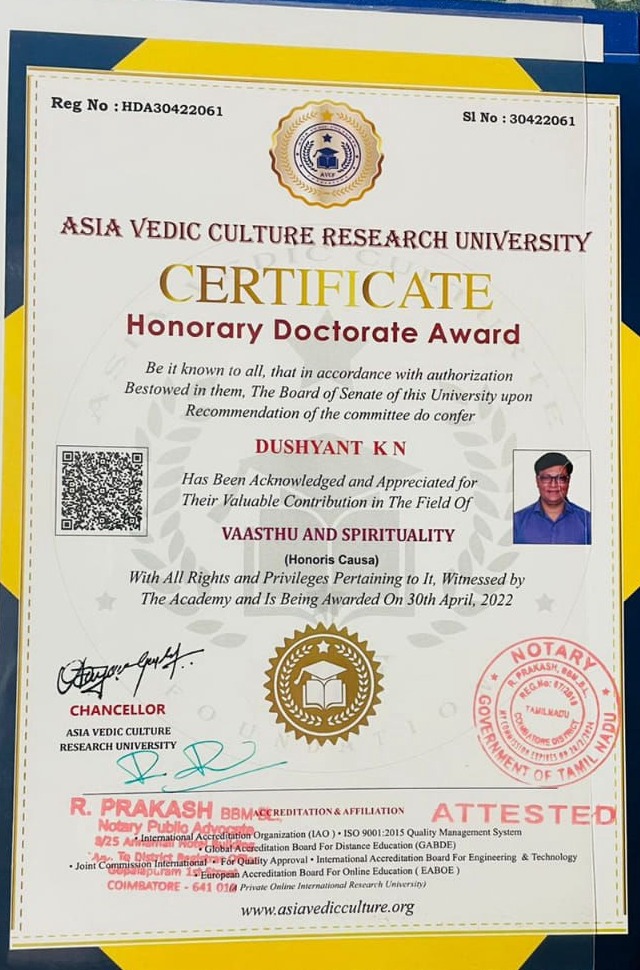 Reg No : HDA30422061
Sl No : 30422061
AVCF
ASIA VEDIC CULTURE RESEARCH UNIVERSITY
CERTIFICATE
Honorary Doctorate Award
Be it known to all, that in accordance with authorization
Bestowed in them, The Board of Senate of this University upon
Recommendation of the committee do confer
DUSHYANT K N
Has Been Acknowledged and Appreciated for
Their Valuable Contribution in The Field Of
VAASTHU AND SPIRITUALITY
(Honoris Causa)
With All Rights and Privileges Pertaining to It, Witnessed by
The Academy and Is Being Awarded On 30th April, 2022
CHANCELLOR
ASIA VEDIC CULTURE
RESEARCH UNIVERSITY
NOTARY
R. PRAKASH, BBM.B.L.
REG.No: 67/2019
TAMILNADU
COIMBATORE DISTRICT
GOVERNMENT OF TAMIL NADU
R. PRAKASH BBM.BL.,
Notary Public Advocate
COIMBATORE - 641 018
ATTESTED
ACCREDITATION & AFFILIATION
• International Accreditation Organization (IAO ) • ISO 9001:2015 Quality Management System
• Global Accreditation Board For Distance Education (GABDE)
• Joint Commission International • For Quality Approval • International Accreditation Board For Engineering & Technology
• European Accreditation Board For Online Education ( EABOE )
(A Private Online International Research University)
www.asiavedicculture.org